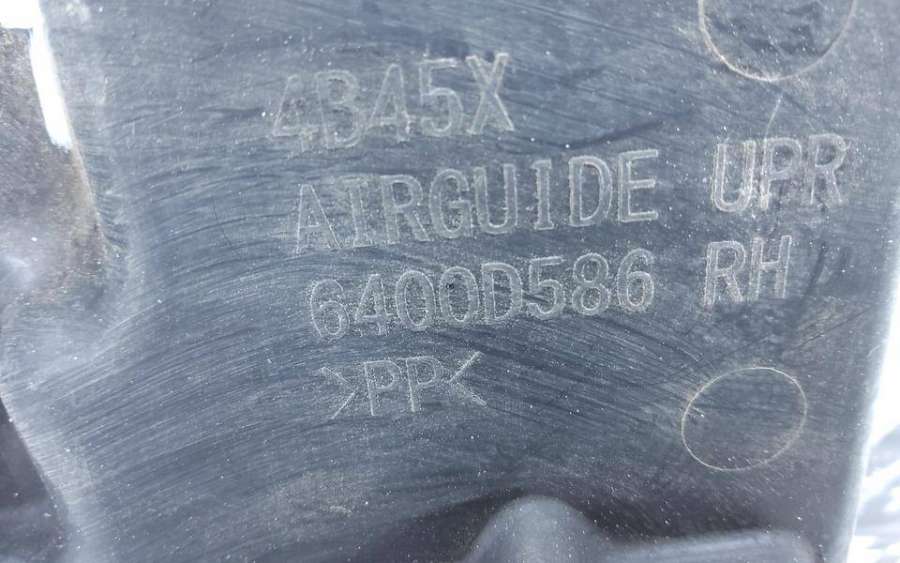 4B45X
AIRGUIDE UPR
6400D586 RH
>PP<